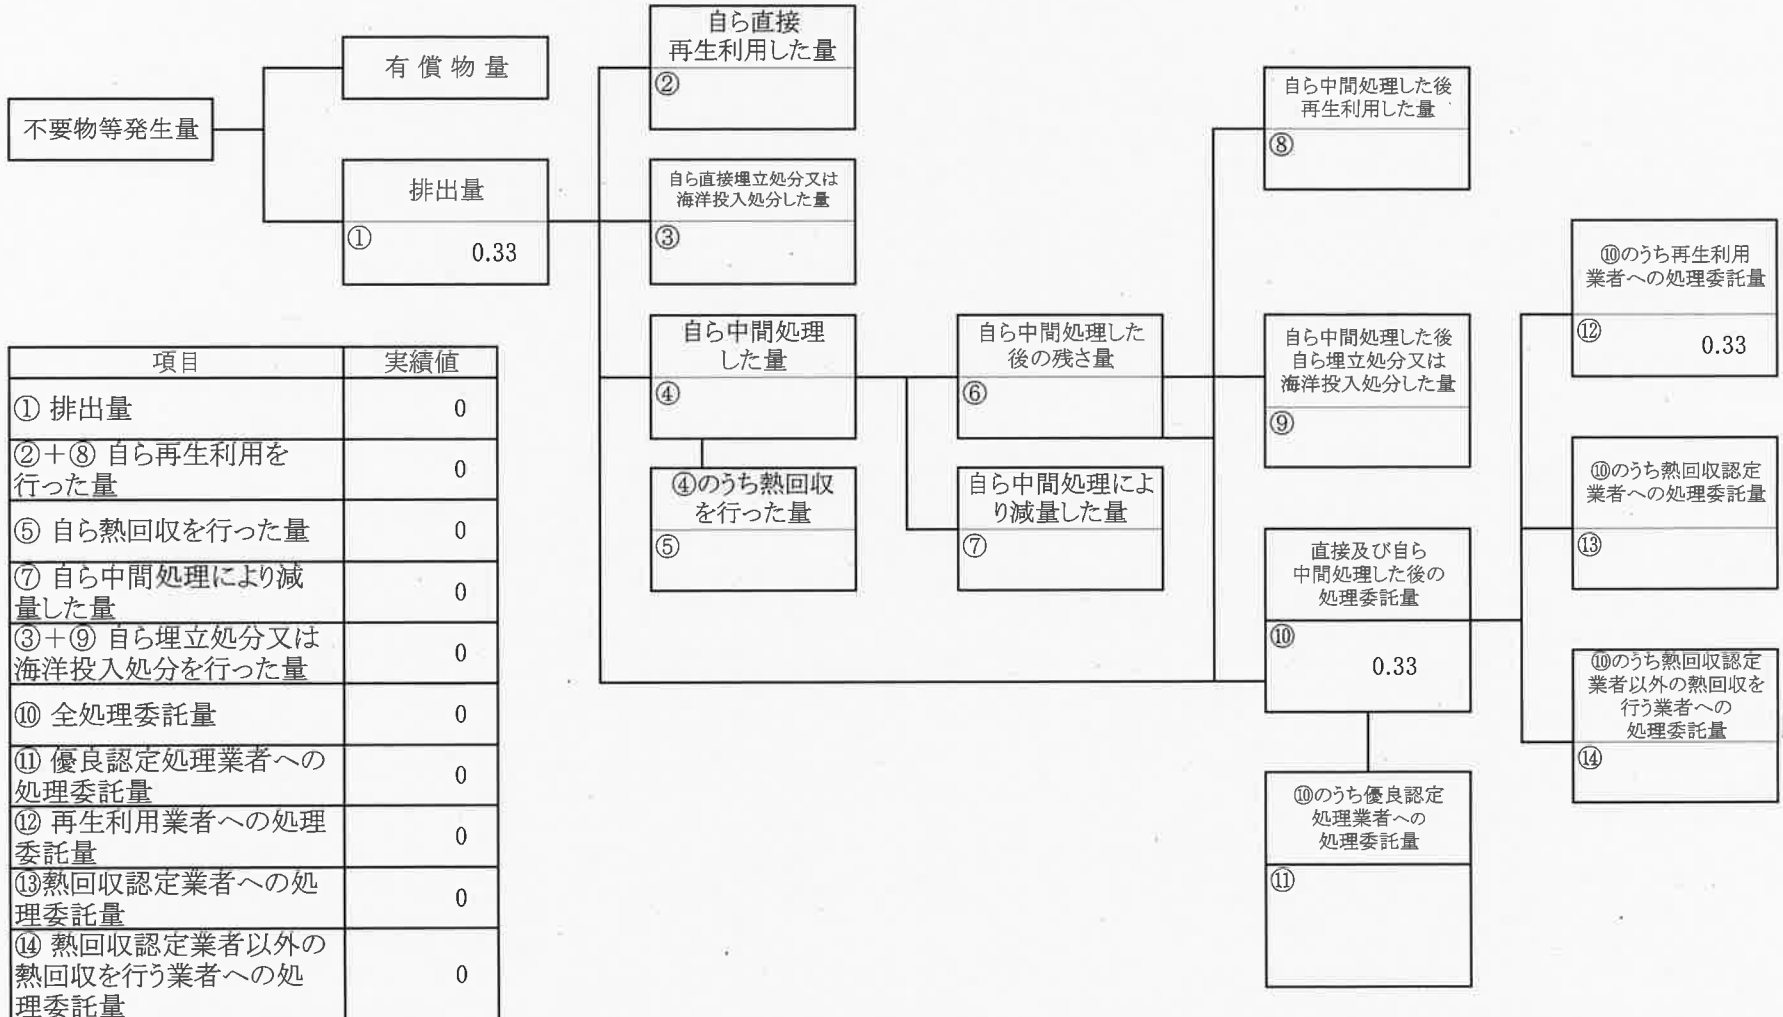 不要物等発生量
有償物量
排出量
①
0.33
自ら直接
再生利用した量
②
自ら直接埋立処分又は
海洋投入処分した量
③
自ら中間処理
した量
④
④のうち熱回収
を行った量
⑤
自ら中間処理した
後の残さ量
⑥
自ら中間処理によ
り減量した量
⑦
自ら中間処理した後
再生利用した量
⑧
自ら中間処理した後
自ら埋立処分又は
海洋投入処分した量
⑨
直接及び自ら
中間処理した後の
処理委託量
⑩
0.33
⑩のうち優良認定
処理業者への
処理委託量
⑪
⑩のうち再生利用
業者への処理委託量
⑫
0.33
⑩のうち熱回収認定
業者への処理委託量
⑬
⑩のうち熱回収認定
業者以外の熱回収を
行う業者への
処理委託量
⑭
項目 実績値
① 排出量 0
②+⑧ 自ら再生利用を
行った量 0
⑤ 自ら熱回収を行った量 0
⑦ 自ら中間処理により減
量した量 0
③+⑨ 自ら埋立処分又は
海洋投入処分を行った量 0
⑩ 全処理委託量 0
⑪ 優良認定処理業者への
処理委託量 0
⑫ 再生利用業者への処理
委託量 0
⑬熱回収認定業者への処
理委託量 0
⑭ 熱回収認定業者以外の
熱回収を行う業者への処
理委託量 0